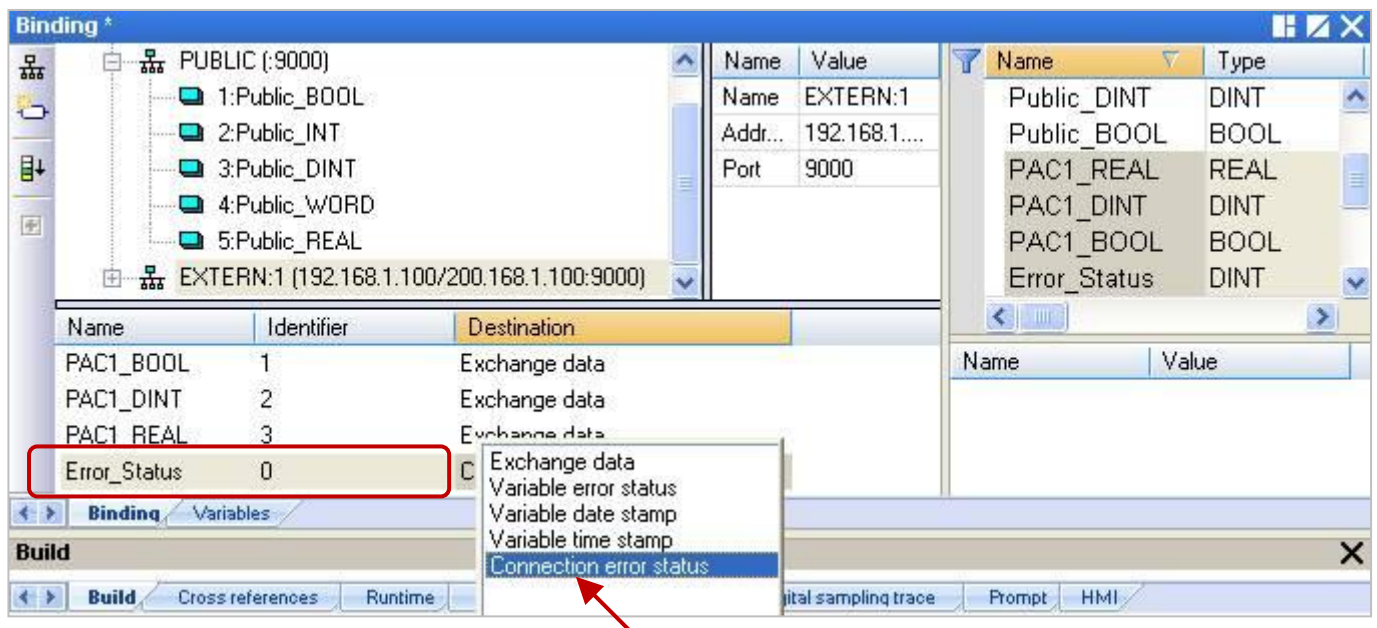 Binding *
PUBLIC (:9000)
1:Public_BOOL
2:Public_INT
3:Public_DINT
4:Public_WORD
5:Public_REAL
EXTERN:1 (192.168.1.100/200.168.1.100:9000)
Name Value
Name EXTERN:1
Addr... 192.168.1....
Port 9000
Name Type
Public_DINT DINT
Public_BOOL BOOL
PAC1_REAL REAL
PAC1_DINT DINT
PAC1_BOOL BOOL
Error_Status DINT
Name Identifier Destination
PAC1_BOOL 1 Exchange data
PAC1_DINT 2 Exchange data
PAC1_REAL 3 Exchange data
Error_Status 0 C
Exchange data
Variable error status
Variable date stamp
Variable time stamp
Connection error status
Name Value
Binding Variables
Build
Build Cross references Runtime sampling trace Prompt HMI